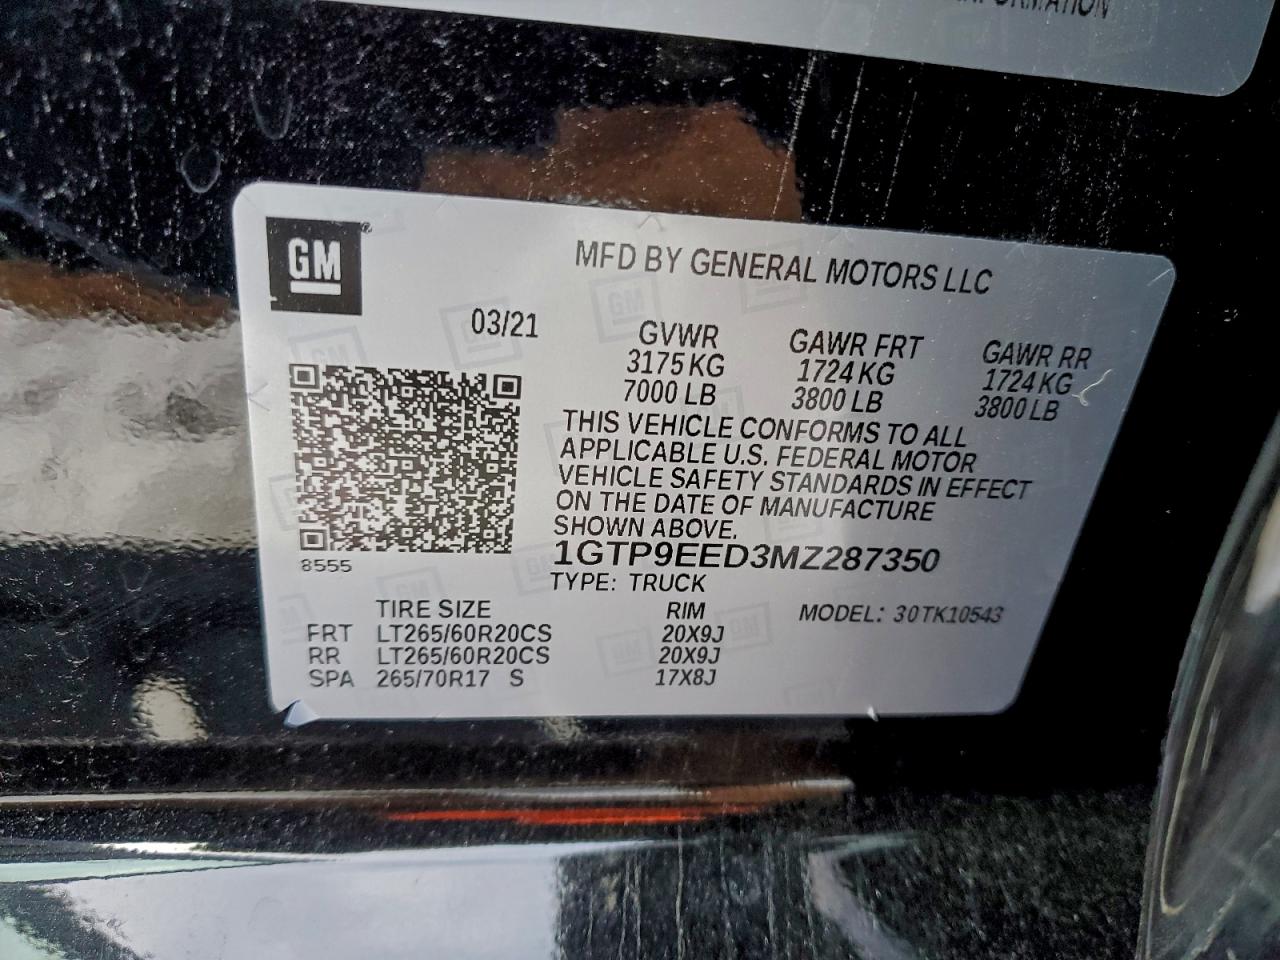 FORMATION
GM
MFD BY GENERAL MOTORS LLC
03/21
GVWR GAWR FRT GAWR RR
3175 KG 1724 KG 1724 KG
7000 LB 3800 LB 3800 LB
THIS VEHICLE CONFORMS TO ALL
APPLICABLE U.S. FEDERAL MOTOR
VEHICLE SAFETY STANDARDS IN EFFECT
ON THE DATE OF MANUFACTURE
SHOWN ABOVE.
1GTP9EED3MZ287350
8555
TYPE: TRUCK
TIRE SIZE RIM MODEL: 30TK10543
FRT LT265/60R20CS 20X9J
RR LT265/60R20CS 20X9J
SPA 265/70R17 S 17X8J